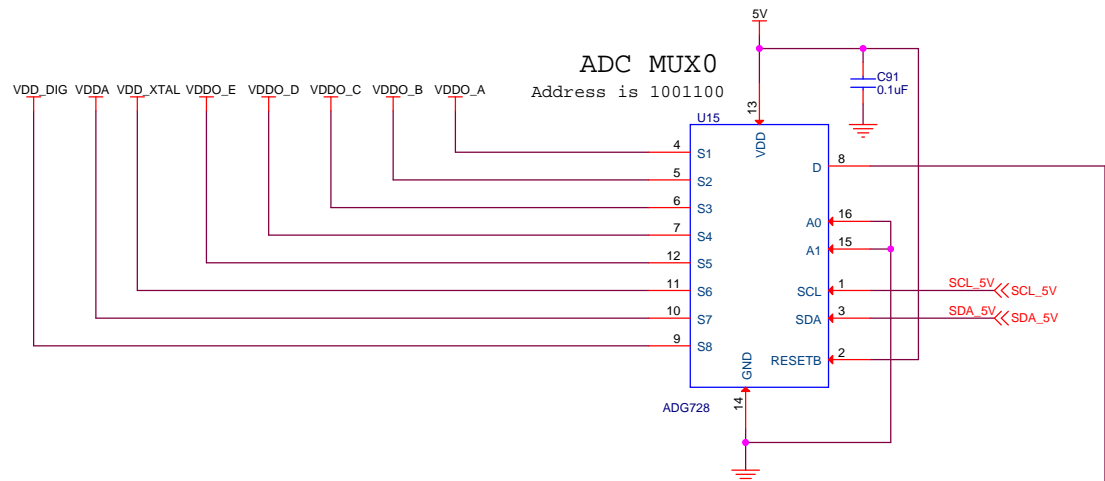 5V
ADC MUX0
Address is 1001100
C91
0.1uF
VDD_DIG VDDA VDD_XTAL VDDO_E VDDO_D VDDO_C VDDO_B VDDO_A
U15
13
VDD
4 S1
5 S2
6 S3
7 S4
12 S5
11 S6
10 S7
9 S8
D 8
A0 16
A1 15
SCL 1 SCL_5V SCL_5V
SDA 3 SDA_5V SDA_5V
RESETB 2
GND
14
ADG728